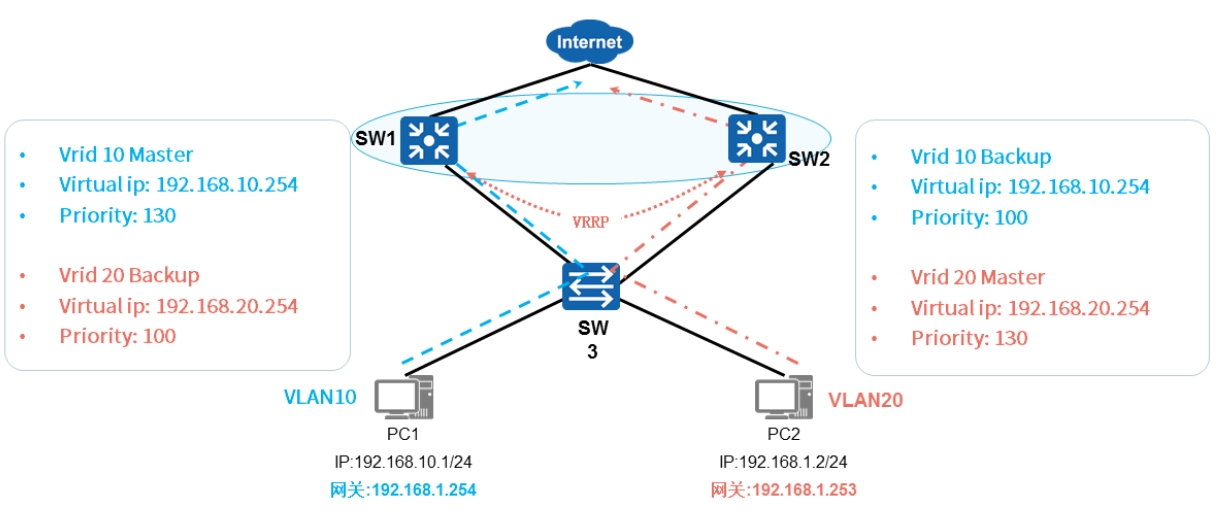 Internet
SW1
SW2
Vrid 10 Master
Virtual ip: 192.168.10.254
Priority: 130
Vrid 20 Backup
Virtual ip: 192.168.20.254
Priority: 100
Vrid 10 Backup
Virtual ip: 192.168.10.254
Priority: 100
Vrid 20 Master
Virtual ip: 192.168.20.254
Priority: 130
VRRP
SW
3
VLAN10
VLAN20
PC1
IP:192.168.10.1/24
网关:192.168.1.254
PC2
IP:192.168.1.2/24
网关:192.168.1.253